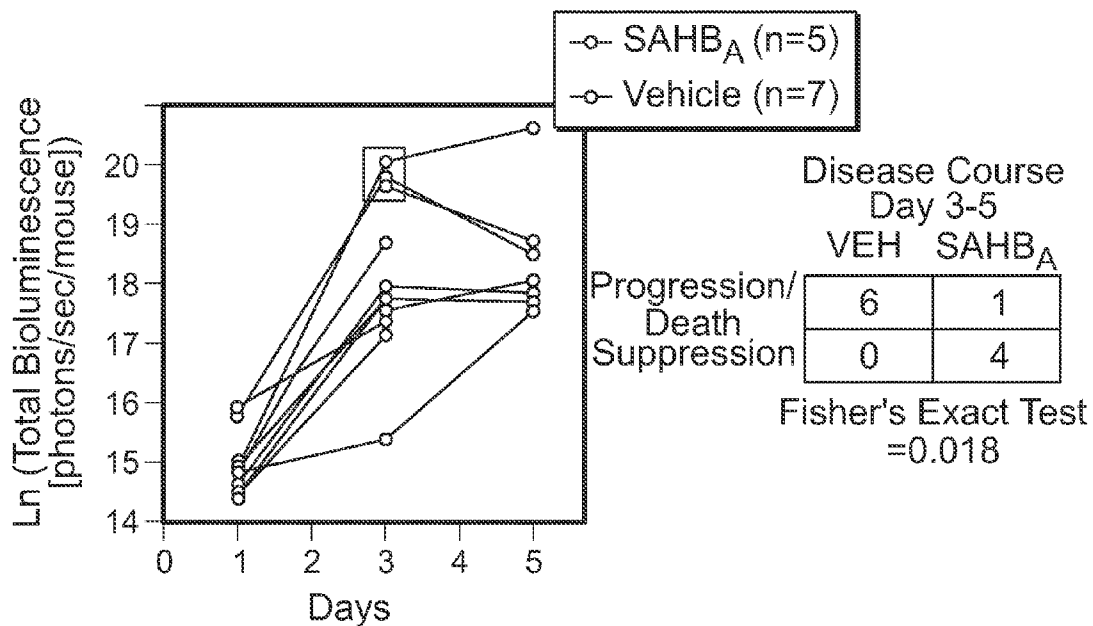 SAHBA (n=5)
Vehicle (n=7)
Ln (Total Bioluminescence
[photons/sec/mouse])
20
19
18
17
16
15
14
0 1 2 3 4 5
Days
Disease Course
Day 3-5
VEH SAHBA
Progression/
Death
6 1
Suppression 0 4
Fisher's Exact Test
=0.018